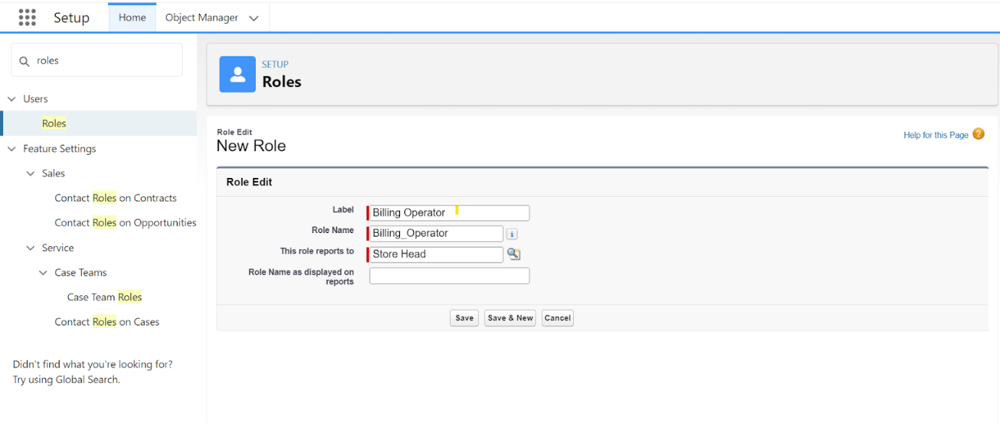 Setup
Home
Object Manager
roles
Users
Roles
Feature Settings
Sales
Contact Roles on Contracts
Contact Roles on Opportunities
Service
Case Teams
Case Team Roles
Contact Roles on Cases
Didn't find what you're looking for?
Try using Global Search.
SETUP
Roles
Role Edit
New Role
Help for this Page ?
Role Edit
Label Billing Operator
Role Name Billing_Operator i
This role reports to Store Head
Role Name as displayed on
reports
Save Save & New Cancel